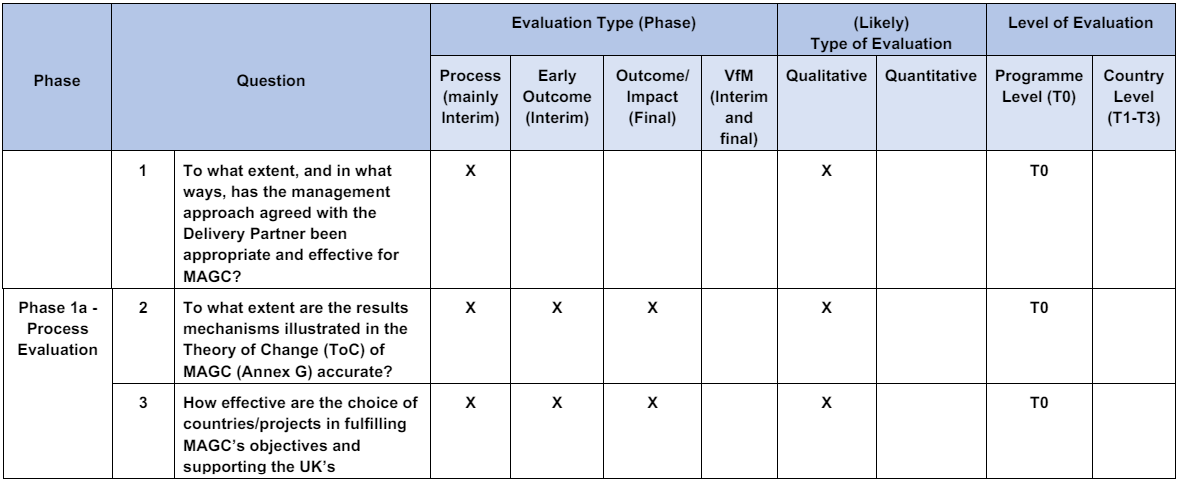 Phase
Question
Evaluation Type (Phase)
(Likely)
Type of Evaluation
Level of Evaluation
Process
(mainly
Interim)
Early
Outcome
(Interim)
Outcome/
Impact
(Final)
VfM
(Interim
and
final)
Qualitative
Quantitative
Programme
Level (T0)
Country
Level
(T1-T3)
1
To what extent, and in what
ways, has the management
approach agreed with the
Delivery Partner been
appropriate and effective for
MAGC?
X
X
T0
Phase 1a -
Process
Evaluation
2
To what extent are the results
mechanisms illustrated in the
Theory of Change (ToC) of
MAGC (Annex G) accurate?
X
X
X
X
T0
3
How effective are the choice of
countries/projects in fulfilling
MAGC’s objectives and
supporting the UK’s
X
X
X
X
T0